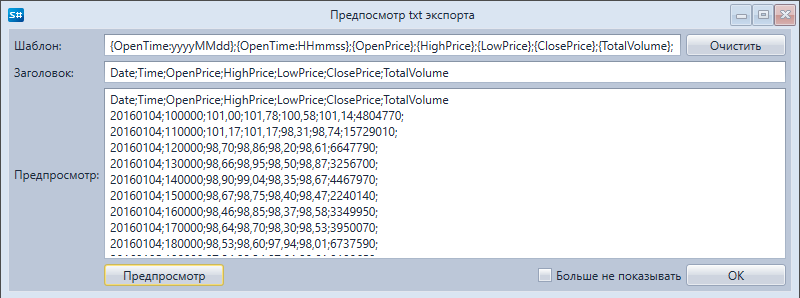 S#
Предпосмотр txt экспорта
Шаблон:
{OpenTime:yyyyMMdd};{OpenTime:HHmmss};{OpenPrice};{HighPrice};{LowPrice};{ClosePrice};{TotalVolume};
Очистить
Заголовок:
Date;Time;OpenPrice;HighPrice;LowPrice;ClosePrice;TotalVolume
Предпросмотр:
Date;Time;OpenPrice;HighPrice;LowPrice;ClosePrice;TotalVolume
20160104;100000;101,00;101,78;100,58;101,14;4804770;
20160104;110000;101,17;101,17;98,31;98,74;15729010;
20160104;120000;98,70;98,86;98,20;98,61;6647790;
20160104;130000;98,66;98,95;98,50;98,87;3256700;
20160104;140000;98,90;99,04;98,35;98,67;4467970;
20160104;150000;98,67;98,75;98,40;98,47;2240140;
20160104;160000;98,46;98,85;98,37;98,58;3349950;
20160104;170000;98,64;98,70;98,30;98,53;3950070;
20160104;180000;98,53;98,60;97,94;98,01;6737590;
Предпросмотр
Больше не показывать
OK